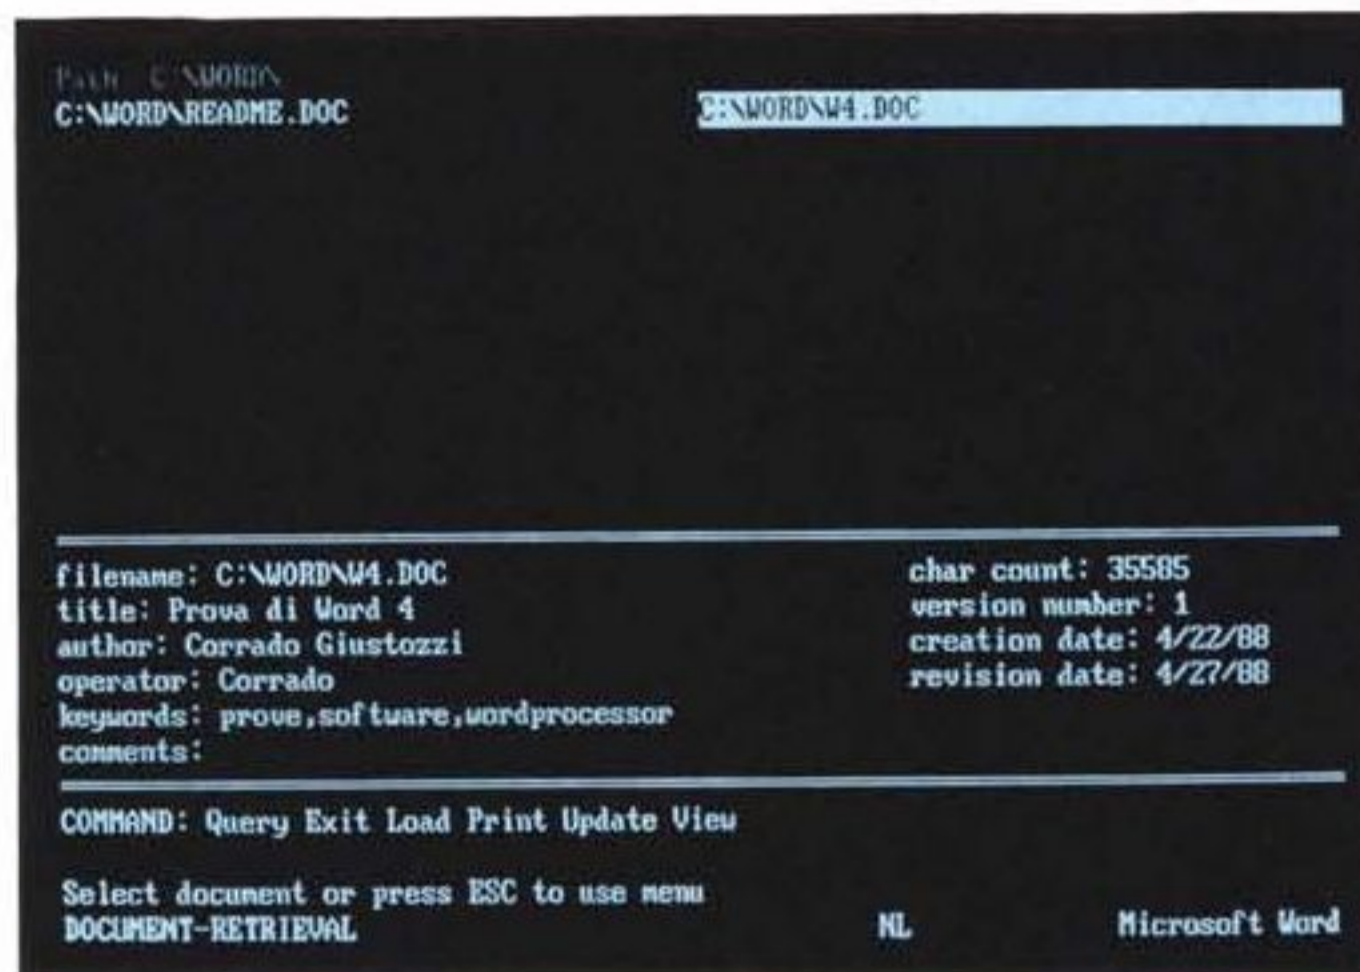 Path: C:\WORD\
C:\WORD\README.DOC C:\WORD\W4.DOC
filename: C:\WORD\W4.DOC char count: 35585
title: Prova di Word 4 version number: 1
author: Corrado Giustozzi creation date: 4/22/88
operator: Corrado revision date: 4/27/88
keywords: prove,software,wordprocessor
comments:
COMMAND: Query Exit Load Print Update View
Select document or press ESC to use menu
DOCUMENT-RETRIEVAL NL Microsoft Word